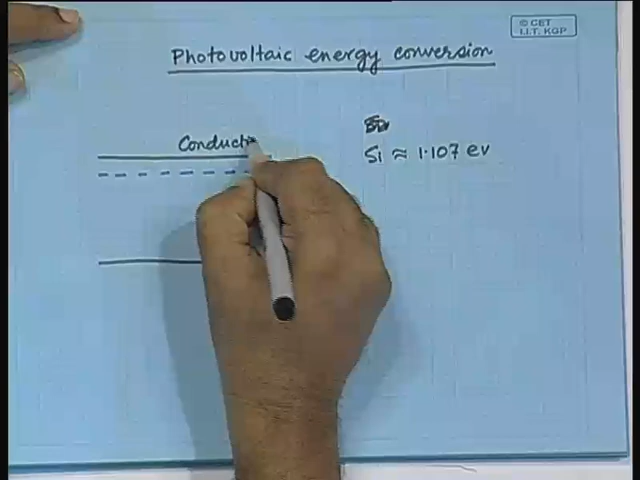 © CET
I.I.T. KGP
Photovoltaic energy conversion
Conducti
Si ≈ 1.107 ev